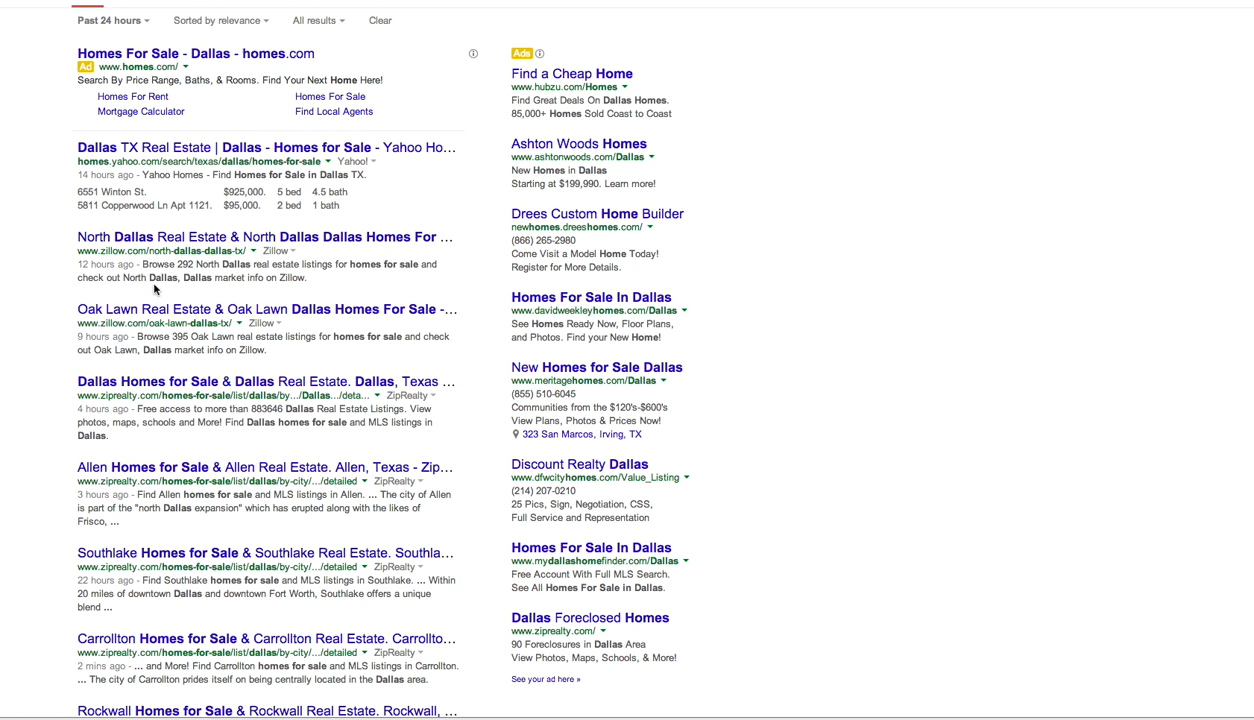 Past 24 hours Sorted by relevance All results Clear
Homes For Sale - Dallas - homes.com
Ad www.homes.com/
Search By Price Range, Baths, & Rooms. Find Your Next Home Here!
Homes For Rent Homes For Sale
Mortgage Calculator Find Local Agents
Dallas TX Real Estate | Dallas - Homes for Sale - Yahoo Ho...
homes.yahoo.com/search/texas/dallas/homes-for-sale Yahoo!
14 hours ago - Yahoo Homes - Find Homes for Sale in Dallas TX.
6551 Winton St. $925,000. 5 bed 4.5 bath
5811 Copperwood Ln Apt 1121. $95,000. 2 bed 1 bath
North Dallas Real Estate & North Dallas Dallas Homes For ...
www.zillow.com/north-dallas-dallas-tx/ Zillow
12 hours ago - Browse 292 North Dallas real estate listings for homes for sale and
check out North Dallas, Dallas market info on Zillow.
Oak Lawn Real Estate & Oak Lawn Dallas Homes For Sale -...
www.zillow.com/oak-lawn-dallas-tx/ Zillow
9 hours ago - Browse 395 Oak Lawn real estate listings for homes for sale and check
out Oak Lawn, Dallas market info on Zillow.
Dallas Homes for Sale & Dallas Real Estate. Dallas, Texas ...
www.ziprealty.com/homes-for-sale/list/dallas/by.../Dallas.../deta... ZipRealty
4 hours ago - Free access to more than 883646 Dallas Real Estate Listings. View
photos, maps, schools and More! Find Dallas homes for sale and MLS listings in
Dallas.
Allen Homes for Sale & Allen Real Estate. Allen, Texas - Zip...
www.ziprealty.com/homes-for-sale/list/dallas/by-city/.../detailed ZipRealty
3 hours ago - Find Allen homes for sale and MLS listings in Allen. ... The city of Allen
is part of the "north Dallas expansion" which has erupted along with the likes of
Frisco, ...
Southlake Homes for Sale & Southlake Real Estate. Southla...
www.ziprealty.com/homes-for-sale/list/dallas/by-city/.../detailed ZipRealty
22 hours ago - Find Southlake homes for sale and MLS listings in Southlake. ... Within
20 miles of downtown Dallas and downtown Fort Worth, Southlake offers a unique
blend ...
Carrollton Homes for Sale & Carrollton Real Estate. Carrollto...
www.ziprealty.com/homes-for-sale/list/dallas/by-city/.../detailed ZipRealty
2 mins ago - ... and More! Find Carrollton homes for sale and MLS listings in Carrollton.
... The city of Carrollton prides itself on being centrally located in the Dallas area.
Rockwall Homes for Sale & Rockwall Real Estate. Rockwall, ...
Ads
Find a Cheap Home
www.hubzu.com/Homes
Find Great Deals On Dallas Homes.
85,000+ Homes Sold Coast to Coast
Ashton Woods Homes
www.ashtonwoods.com/Dallas
New Homes in Dallas
Starting at $199,990. Learn more!
Drees Custom Home Builder
newhomes.dreeshomes.com/
(866) 265-2980
Come Visit a Model Home Today!
Register for More Details.
Homes For Sale In Dallas
www.davidweekleyhomes.com/Dallas
See Homes Ready Now, Floor Plans,
and Photos. Find your New Home!
New Homes for Sale Dallas
www.meritagehomes.com/Dallas
(855) 510-6045
Communities from the $120's-$600's
View Plans, Photos & Prices Now!
323 San Marcos, Irving, TX
Discount Realty Dallas
www.dfwcityhomes.com/Value_Listing
(214) 207-0210
25 Pics, Sign, Negotiation, CSS,
Full Service and Representation
Homes For Sale In Dallas
www.mydallashomefinder.com/Dallas
Free Account With Full MLS Search.
See All Homes For Sale in Dallas.
Dallas Foreclosed Homes
www.ziprealty.com/
90 Foreclosures in Dallas Area
View Photos, Maps, Schools, & More!
See your ad here »